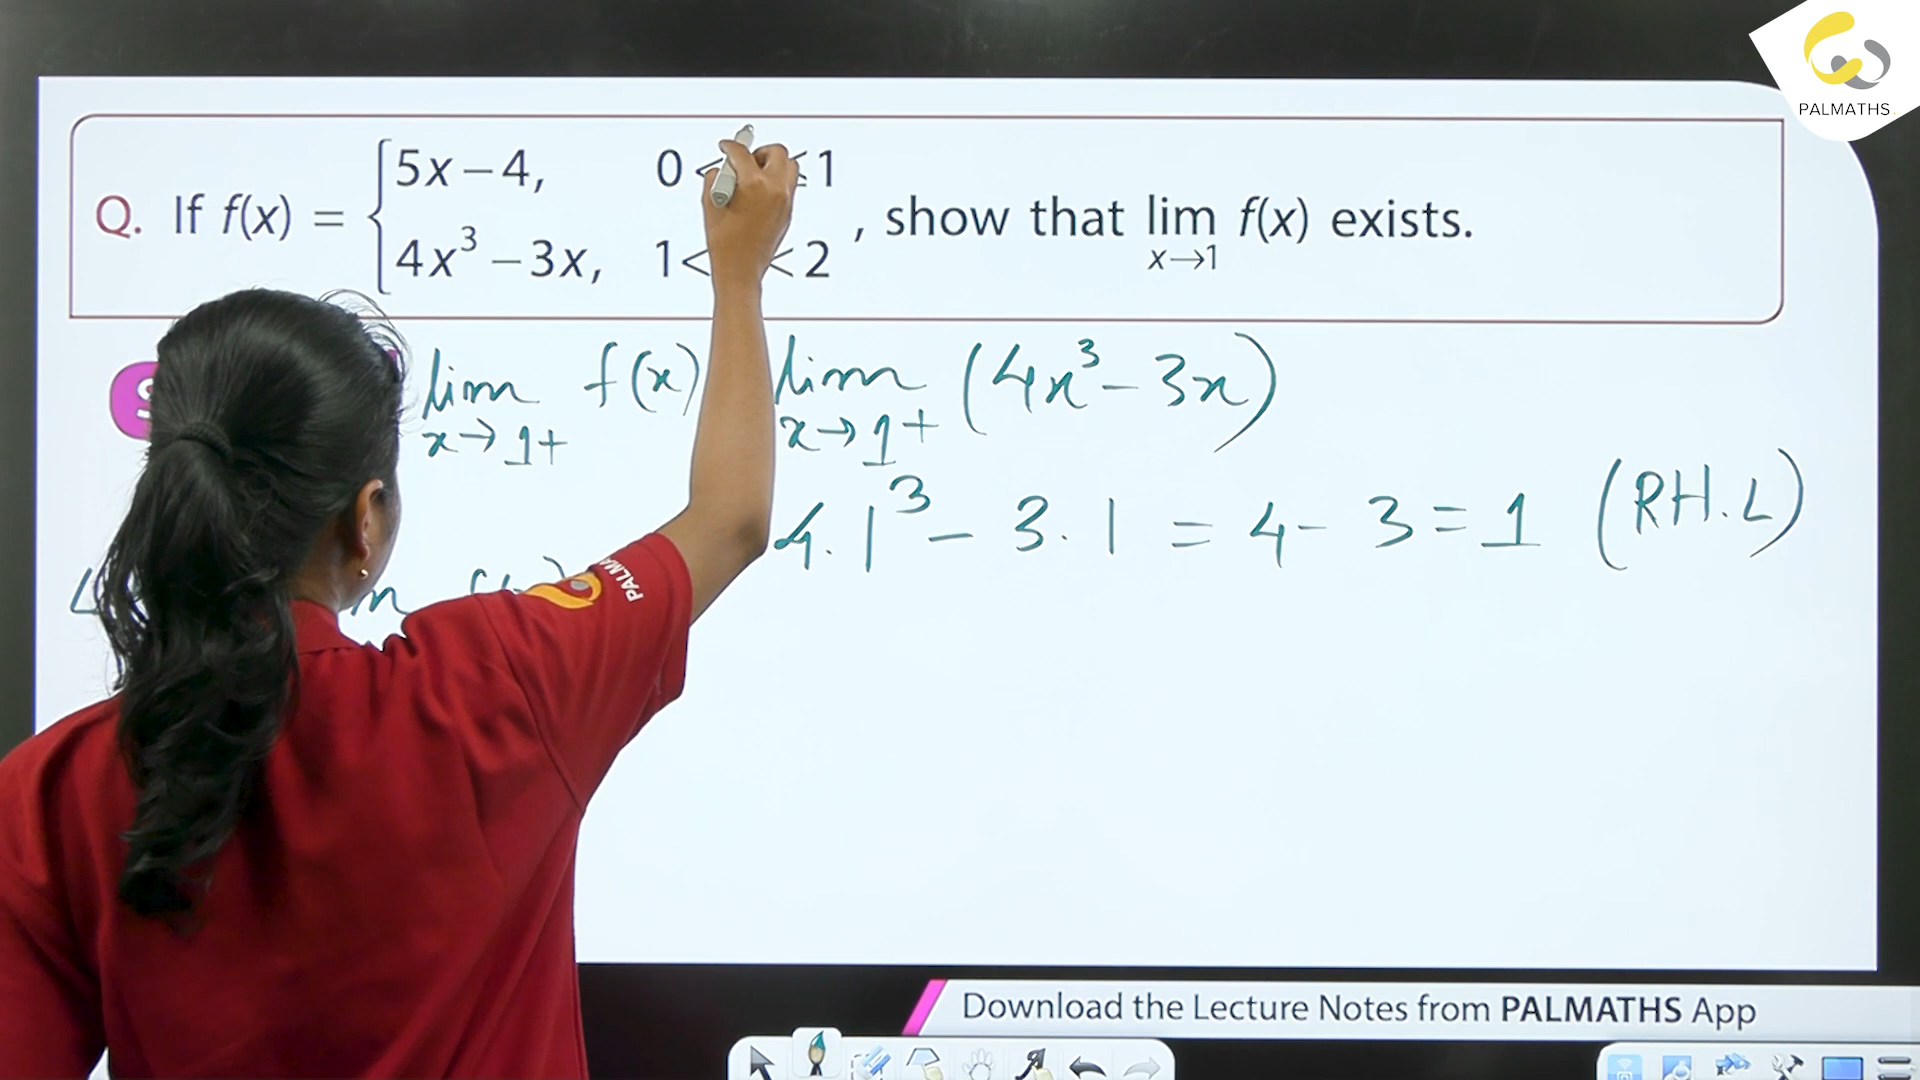 PALMATHS
5x – 4, 0 < ≤ 1
Q. If f(x) = , show that lim f(x) exists.
4x³ – 3x, 1 < < 2
x→1
lim f(x) lim (4x³ – 3x)
x→1+ x→1+
4.1³ – 3.1 = 4 – 3 = 1 (RH.L)
Download the Lecture Notes from PALMATHS App